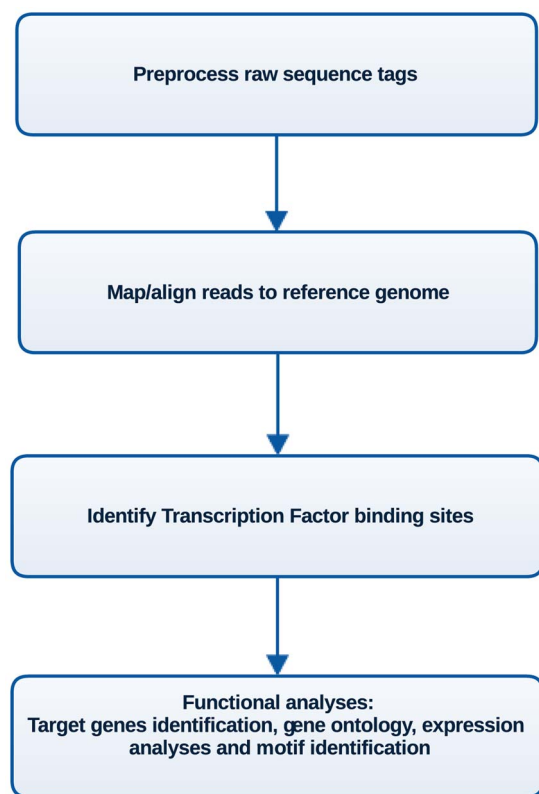 Preprocess raw sequence tags
Map/align reads to reference genome
Identify Transcription Factor binding sites
Functional analyses:
Target genes identification, gene ontology, expression
analyses and motif identification